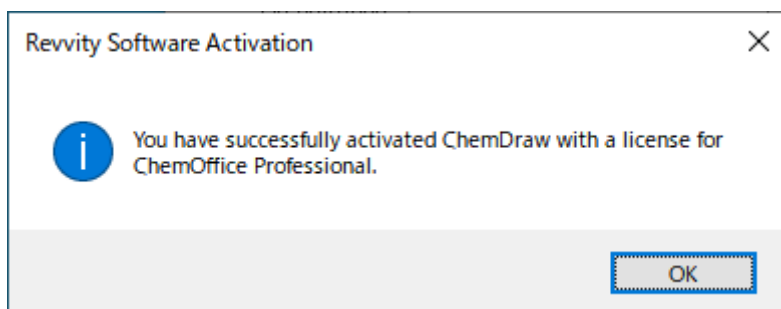 Revvity Software Activation
You have successfully activated ChemDraw with a license for
ChemOffice Professional.
OK